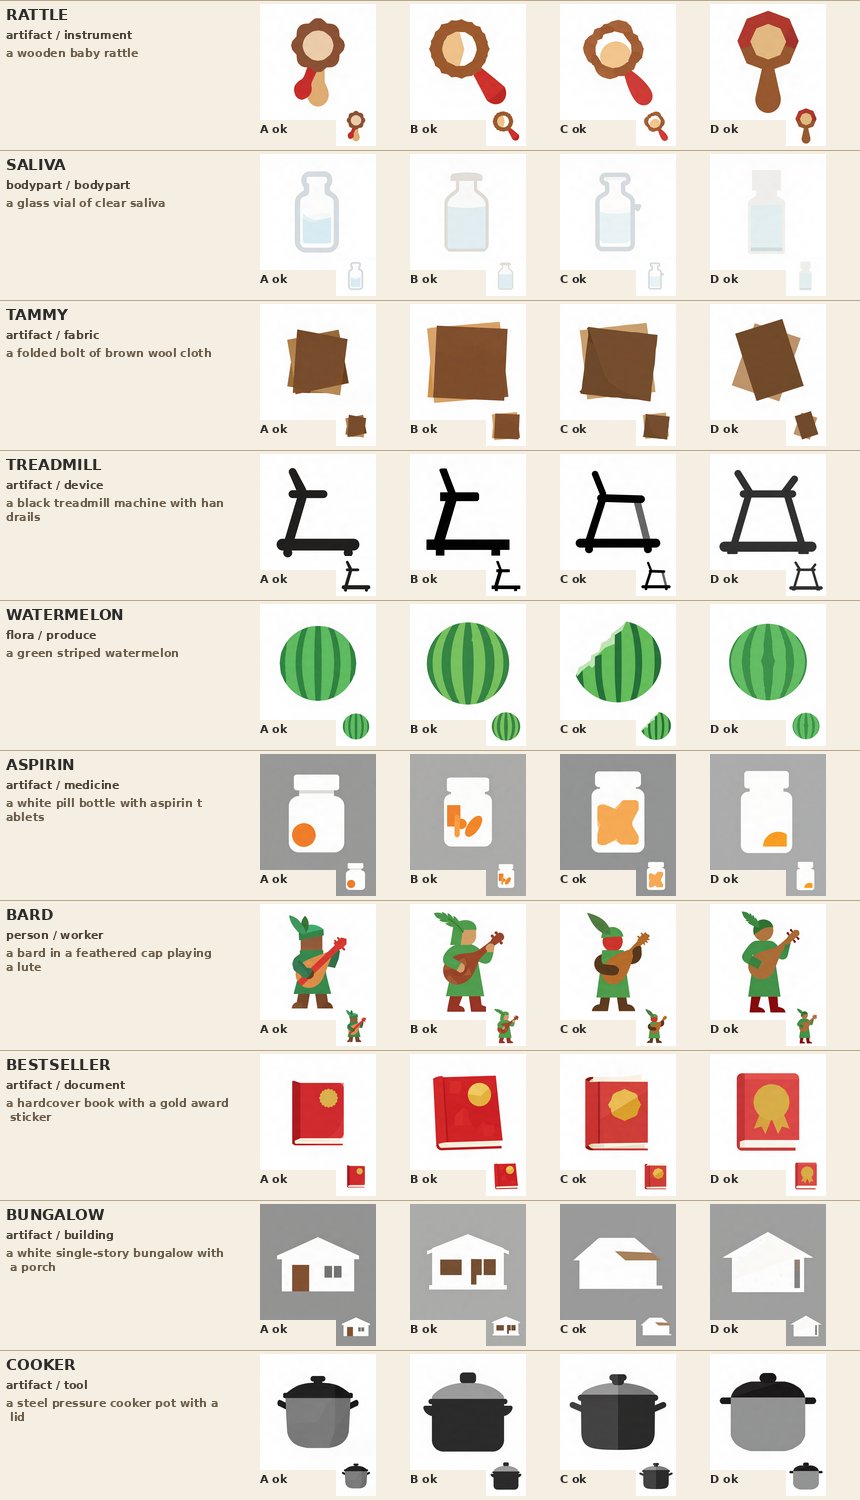 RATTLE
artifact / instrument
a wooden baby rattle
A ok B ok C ok D ok
SALIVA
bodypart / bodypart
a glass vial of clear saliva
A ok B ok C ok D ok
TAMMY
artifact / fabric
a folded bolt of brown wool cloth
A ok B ok C ok D ok
TREADMILL
artifact / device
a black treadmill machine with han
drails
A ok B ok C ok D ok
WATERMELON
flora / produce
a green striped watermelon
A ok B ok C ok D ok
ASPIRIN
artifact / medicine
a white pill bottle with aspirin t
ablets
A ok B ok C ok D ok
BARD
person / worker
a bard in a feathered cap playing
a lute
A ok B ok C ok D ok
BESTSELLER
artifact / document
a hardcover book with a gold award
sticker
A ok B ok C ok D ok
BUNGALOW
artifact / building
a white single-story bungalow with
a porch
A ok B ok C ok D ok
COOKER
artifact / tool
a steel pressure cooker pot with a
lid
A ok B ok C ok D ok